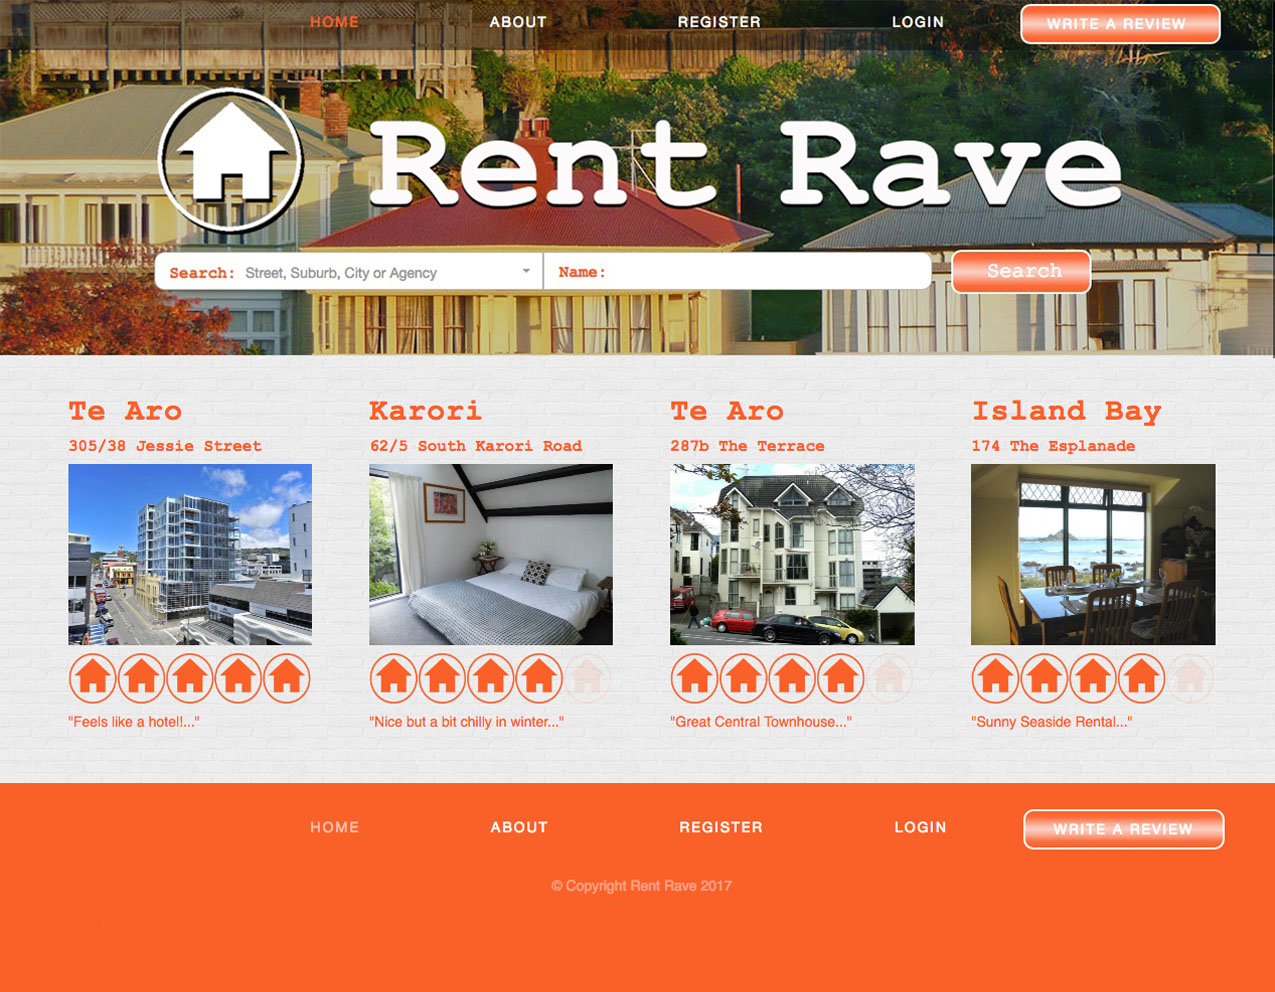 HOME ABOUT REGISTER LOGIN WRITE A REVIEW
Rent Rave
Search: Street, Suburb, City or Agency Name: Search
Te Aro Karori Te Aro Island Bay
305/38 Jessie Street 62/5 South Karori Road 287b The Terrace 174 The Esplanade
"Feels like a hotel!..." "Nice but a bit chilly in winter..." "Great Central Townhouse..." "Sunny Seaside Rental..."
HOME ABOUT REGISTER LOGIN WRITE A REVIEW
© Copyright Rent Rave 2017